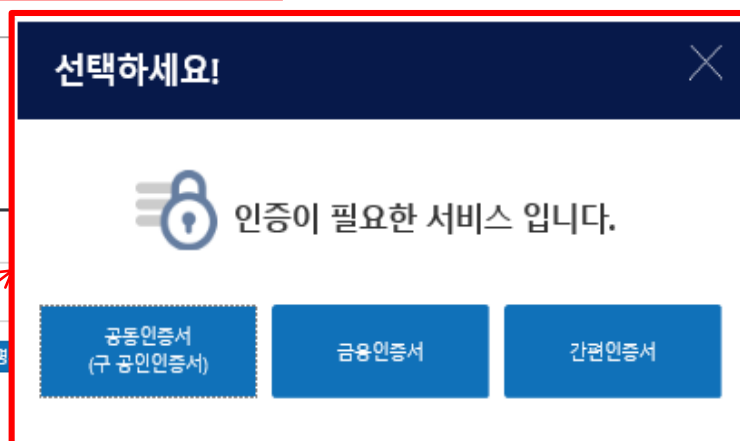 선택하세요!
인증이 필요한 서비스 입니다.
공동인증서
(구 공인인증서)
금융인증서
간편인증서